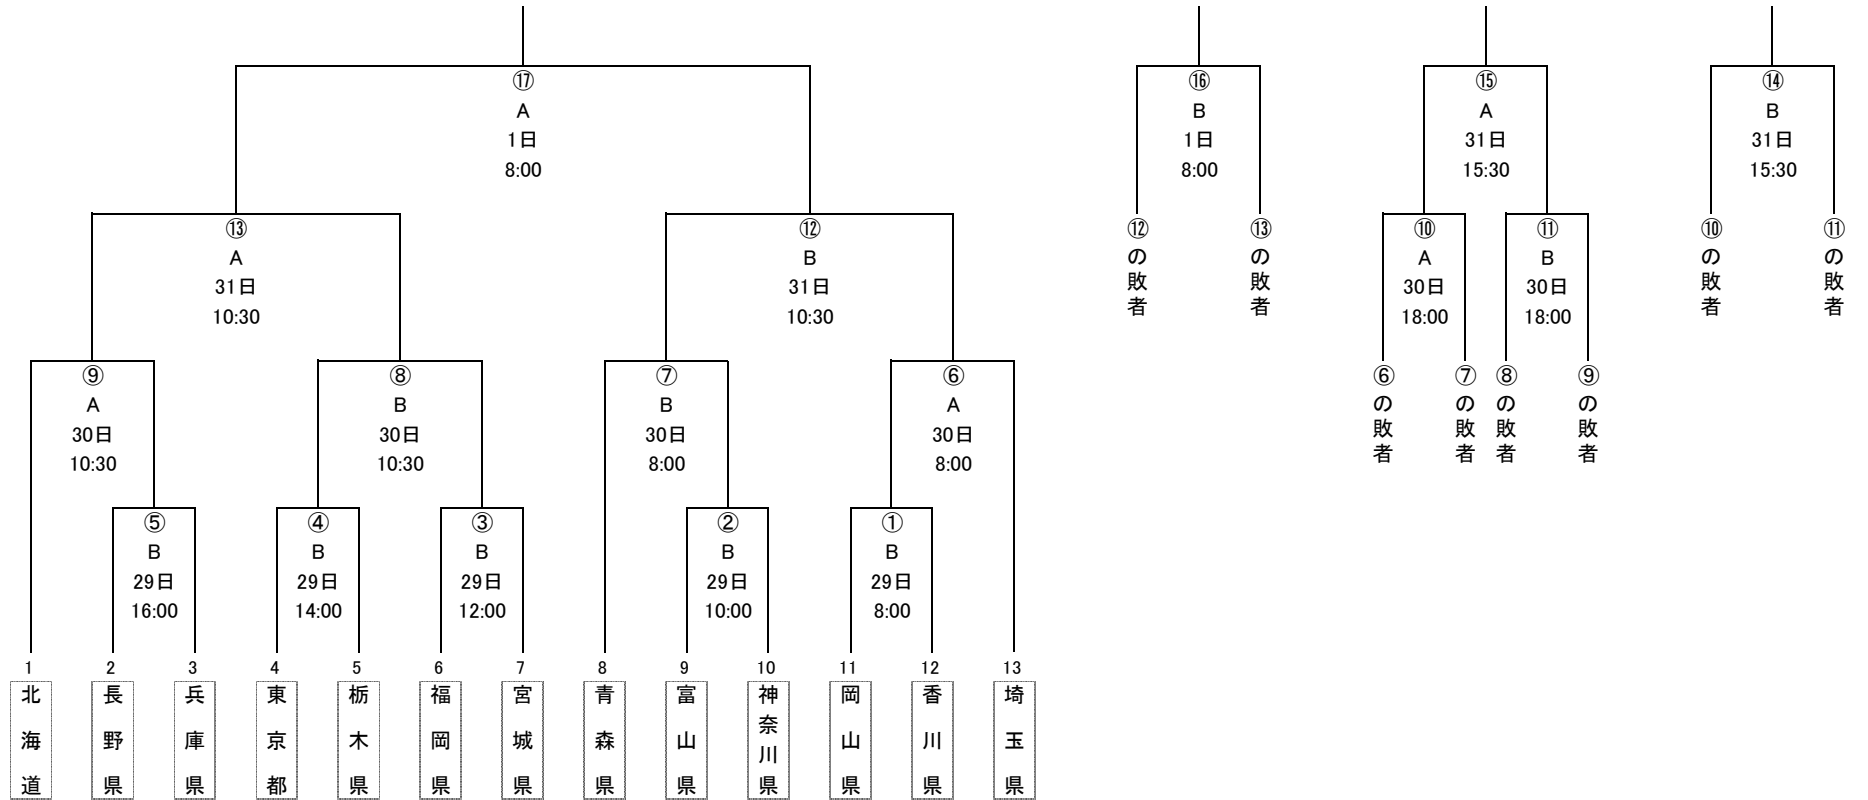 ⑰
A
1日
8:00
⑯
B
1日
8:00
⑮
A
31日
15:30
⑭
B
31日
15:30
⑬
A
31日
10:30
⑫
B
31日
10:30
⑫の敗者
⑬の敗者
⑩
A
30日
18:00
⑪
B
30日
18:00
⑩の敗者
⑪の敗者
⑨
A
30日
10:30
⑧
B
30日
10:30
⑦
B
30日
8:00
⑥
A
30日
8:00
⑥の敗者
⑦の敗者
⑧の敗者
⑨の敗者
⑤
B
29日
16:00
④
B
29日
14:00
③
B
29日
12:00
②
B
29日
10:00
①
B
29日
8:00
1
北海道
2
長野県
3
兵庫県
4
東京都
5
栃木県
6
福岡県
7
宮城県
8
青森県
9
富山県
10
神奈川県
11
岡山県
12
香川県
13
埼玉県